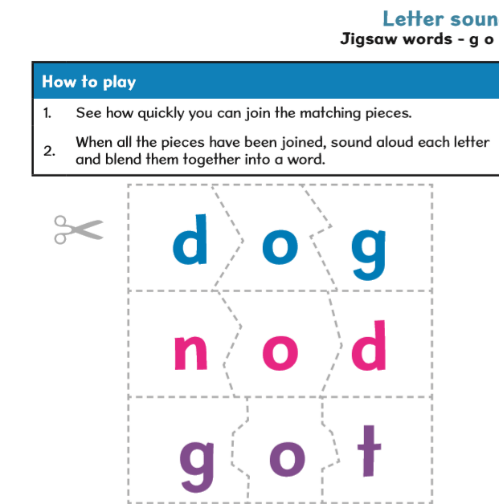 Letter soun
Jigsaw words - g o
How to play
1. See how quickly you can join the matching pieces.
2. When all the pieces have been joined, sound aloud each letter
and blend them together into a word.
d o g
n o d
g o t